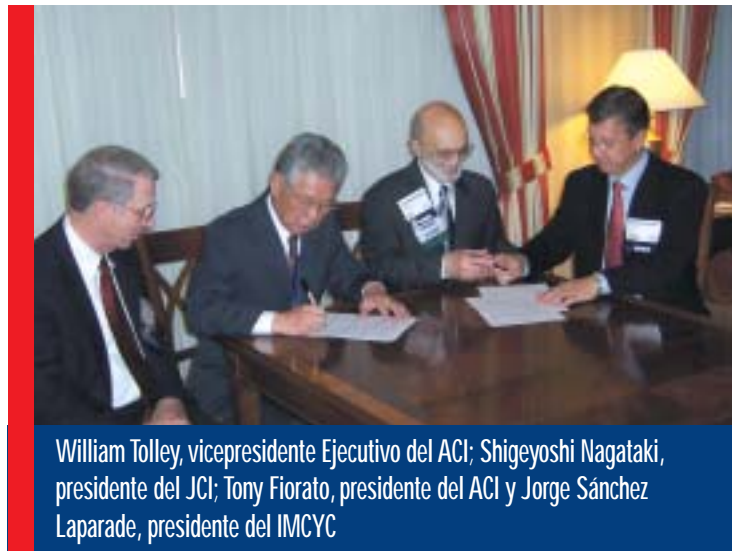 William Tolley, vicepresidente Ejecutivo del ACI; Shigeyoshi Nagataki,
presidente del JCI; Tony Fiorato, presidente del ACI y Jorge Sánchez
Laparade, presidente del IMCYC